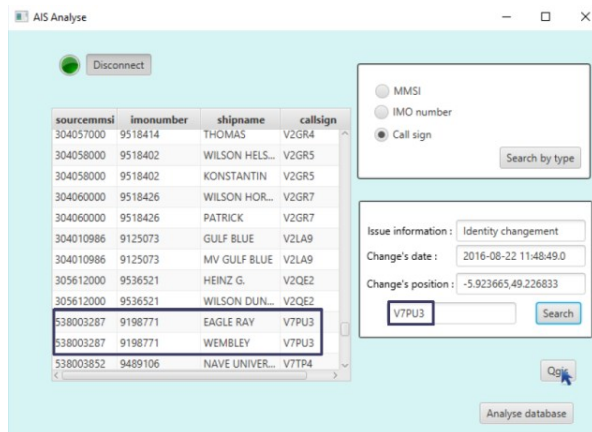 AIS Analyse
Disconnect
sourcemmsi imonumber shipname callsign
304057000 9518414 THOMAS V2GR4
304058000 9518402 WILSON HELS... V2GR5
304058000 9518402 KONSTANTIN V2GR5
304060000 9518426 WILSON HOR... V2GR7
304060000 9518426 PATRICK V2GR7
304010986 9125073 GULF BLUE V2LA9
304010986 9125073 MV GULF BLUE V2LA9
305612000 9536521 HEINZ G. V2QE2
305612000 9536521 WILSON DUN... V2QE2
538003287 9198771 EAGLE RAY V7PU3
538003287 9198771 WEMBLEY V7PU3
538003852 9489106 NAVE UNIVER... V7TP4
MMSI
IMO number
Call sign
Search by type
Issue information : Identity changement
Change's date : 2016-08-22 11:48:49.0
Change's position : -5.923665,49.226833
V7PU3 Search
Qgis
Analyse database